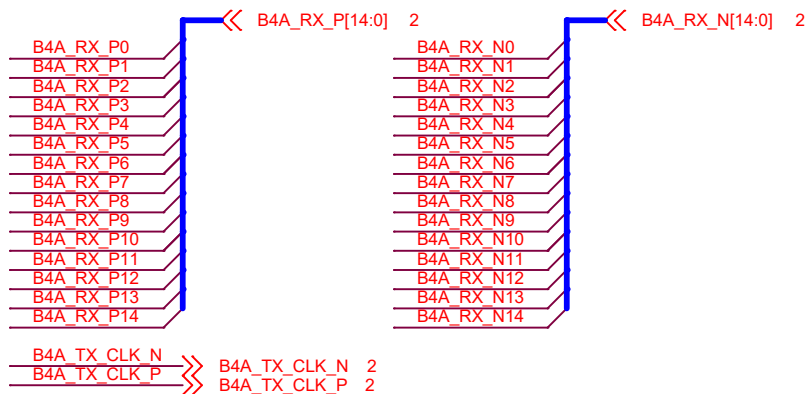 B4A_RX_P[14:0] 2
B4A_RX_P0
B4A_RX_P1
B4A_RX_P2
B4A_RX_P3
B4A_RX_P4
B4A_RX_P5
B4A_RX_P6
B4A_RX_P7
B4A_RX_P8
B4A_RX_P9
B4A_RX_P10
B4A_RX_P11
B4A_RX_P12
B4A_RX_P13
B4A_RX_P14
B4A_RX_N[14:0] 2
B4A_RX_N0
B4A_RX_N1
B4A_RX_N2
B4A_RX_N3
B4A_RX_N4
B4A_RX_N5
B4A_RX_N6
B4A_RX_N7
B4A_RX_N8
B4A_RX_N9
B4A_RX_N10
B4A_RX_N11
B4A_RX_N12
B4A_RX_N13
B4A_RX_N14
B4A_TX_CLK_N B4A_TX_CLK_N 2
B4A_TX_CLK_P B4A_TX_CLK_P 2